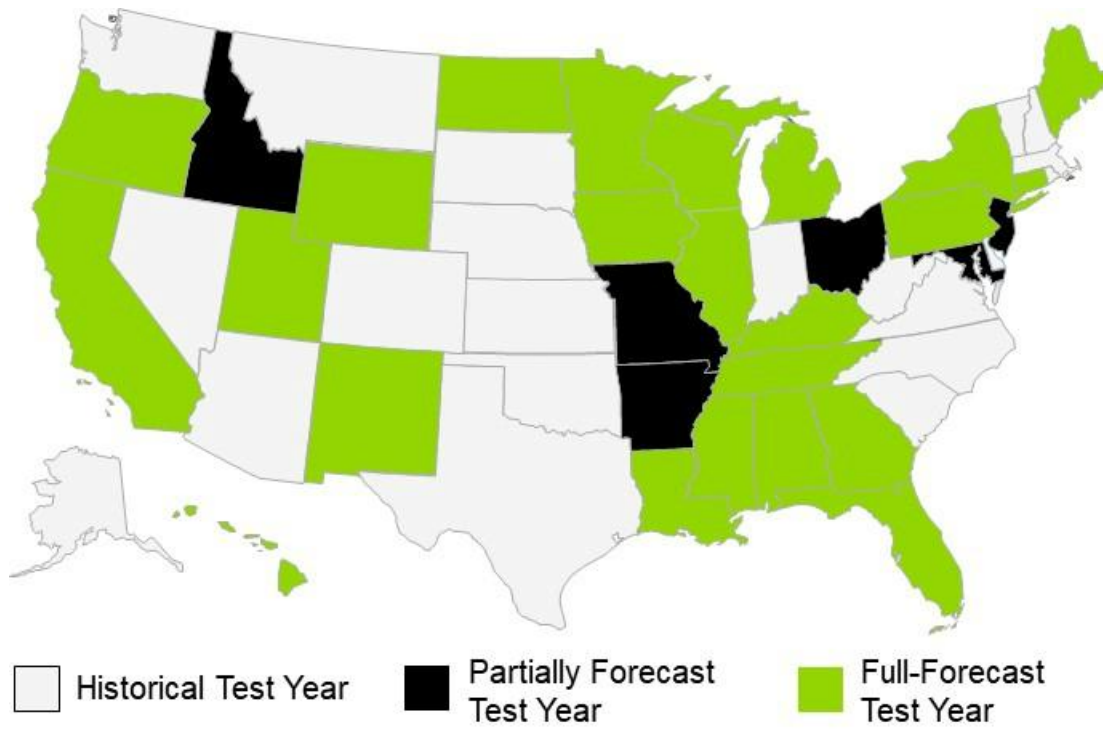 Historical Test Year
Partially Forecast
Test Year
Full-Forecast
Test Year